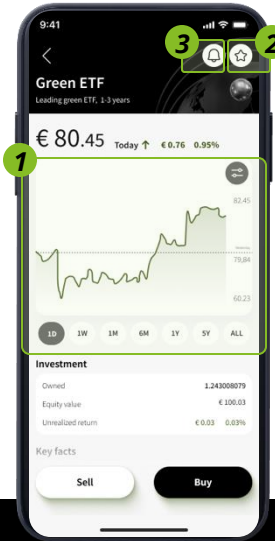 9:41
3
2
Green ETF
Leading green ETF, 1-3 years
€ 80.45 Today ↑ € 0.76 0.95%
1
82.45
79,84
60.23
1D 1W 1M 6M 1Y 5Y ALL
Investment
Owned 1.243008079
Equity value € 100.03
Unrealized return € 0.03 0.03%
Key facts
Sell Buy